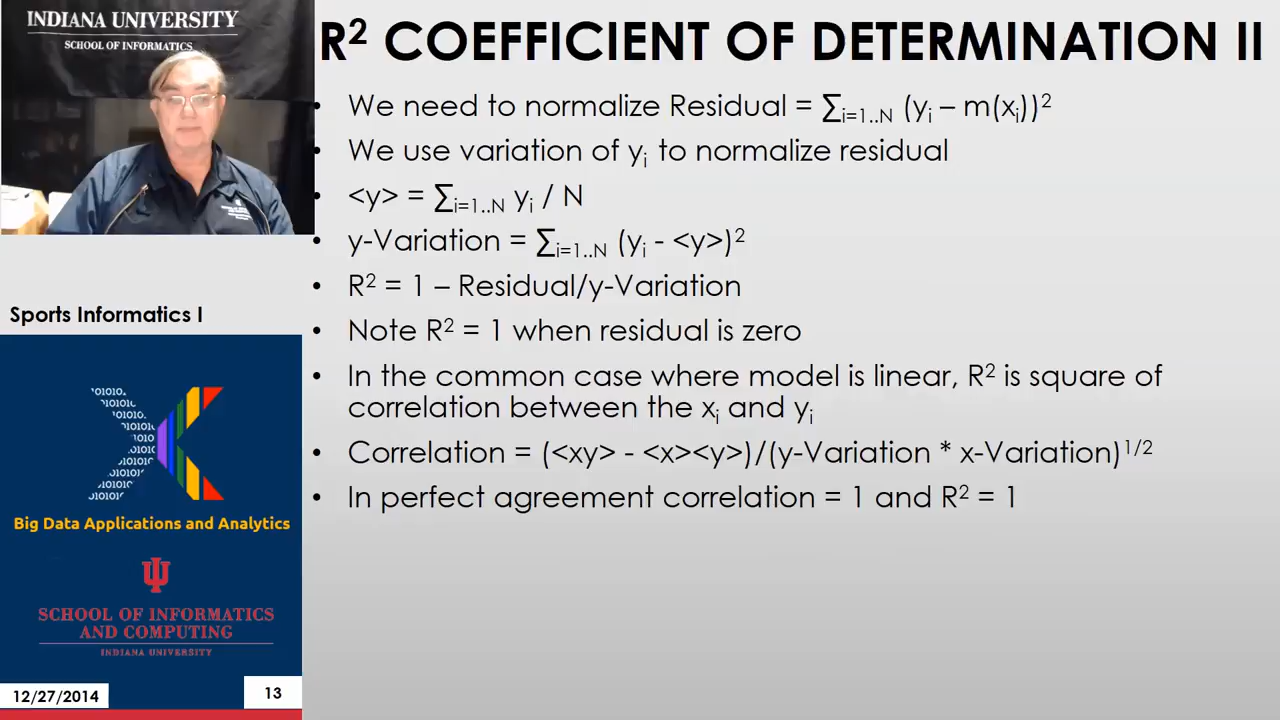 INDIANA UNIVERSITY
SCHOOL OF INFORMATICS
R² COEFFICIENT OF DETERMINATION II
• We need to normalize Residual = ∑i=1..N (yi – m(xi))²
• We use variation of yi to normalize residual
• <y> = ∑i=1..N yi / N
• y-Variation = ∑i=1..N (yi - <y>)²
• R² = 1 – Residual/y-Variation
• Note R² = 1 when residual is zero
• In the common case where model is linear, R² is square of
correlation between the xi and yi
• Correlation = (<xy> - <x><y>)/(y-Variation * x-Variation)^1/2
• In perfect agreement correlation = 1 and R² = 1
Sports Informatics I
Big Data Applications and Analytics
SCHOOL OF INFORMATICS
AND COMPUTING
INDIANA UNIVERSITY
12/27/2014
13